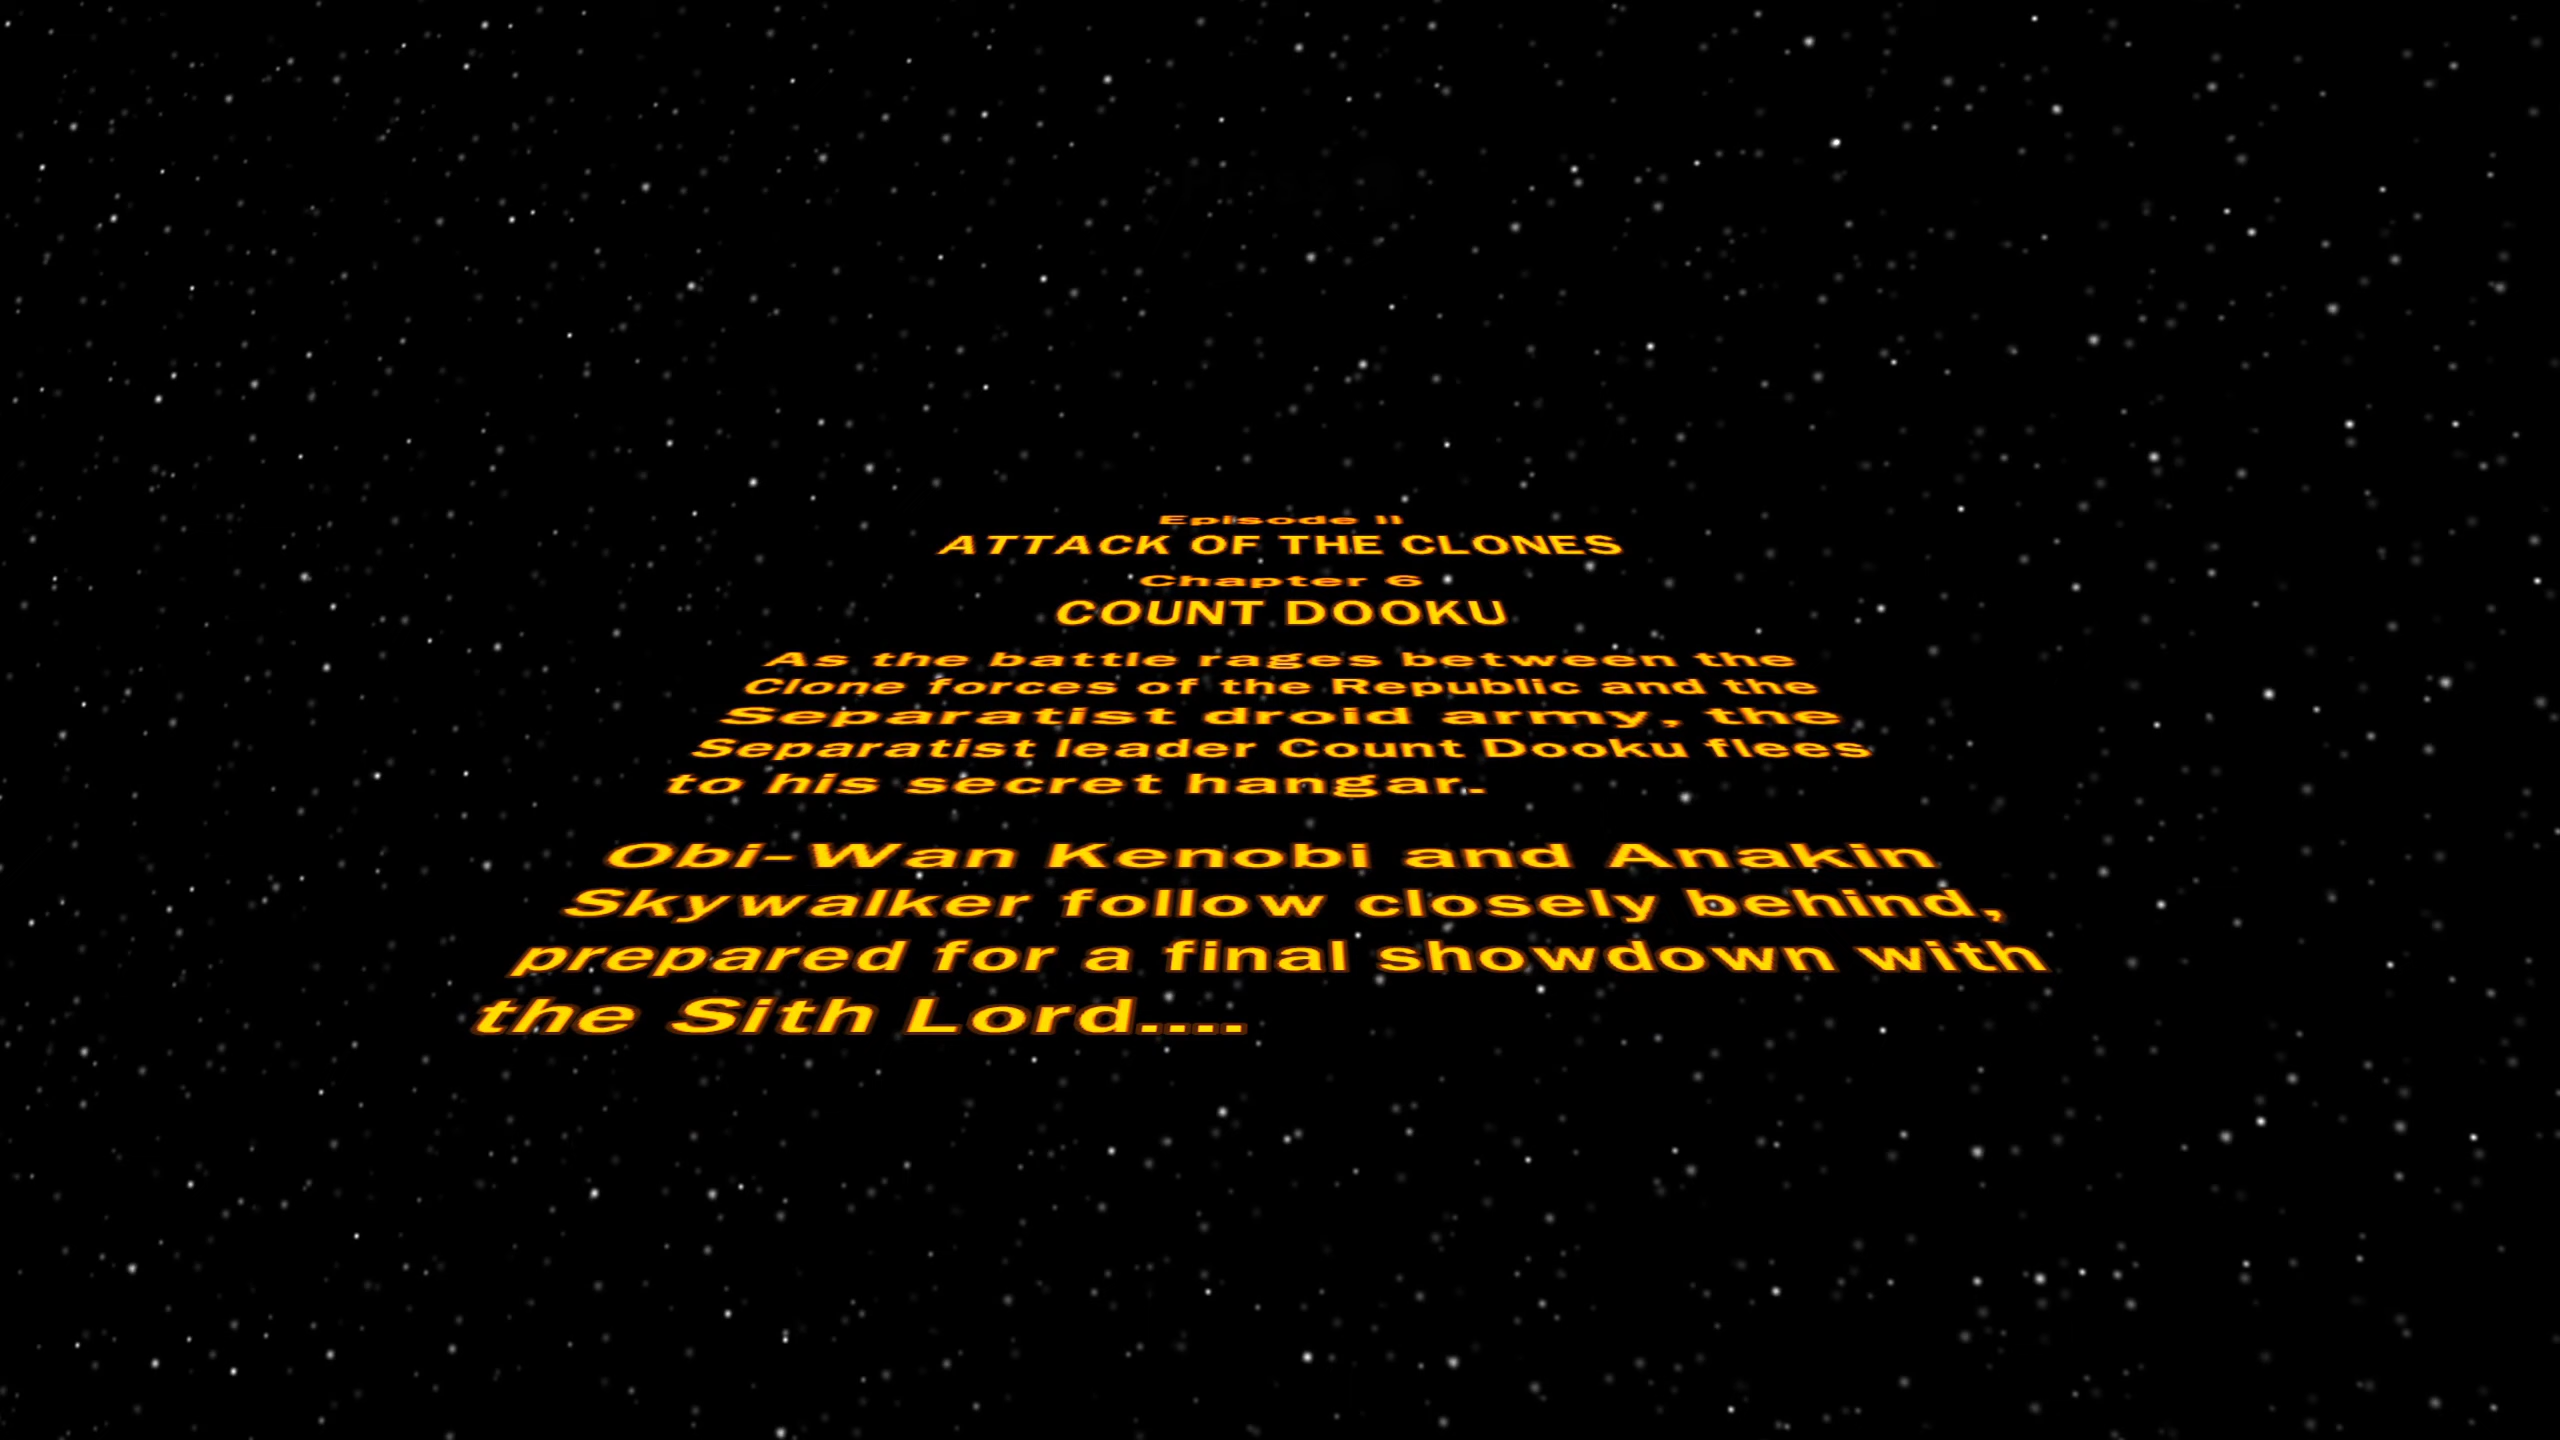 Episode II
ATTACK OF THE CLONES
Chapter 6
COUNT DOOKU
As the battle rages between the
Clone forces of the Republic and the
Separatist droid army, the
Separatist leader Count Dooku flees
to his secret hangar.
Obi-Wan Kenobi and Anakin
Skywalker follow closely behind,
prepared for a final showdown with
the Sith Lord....